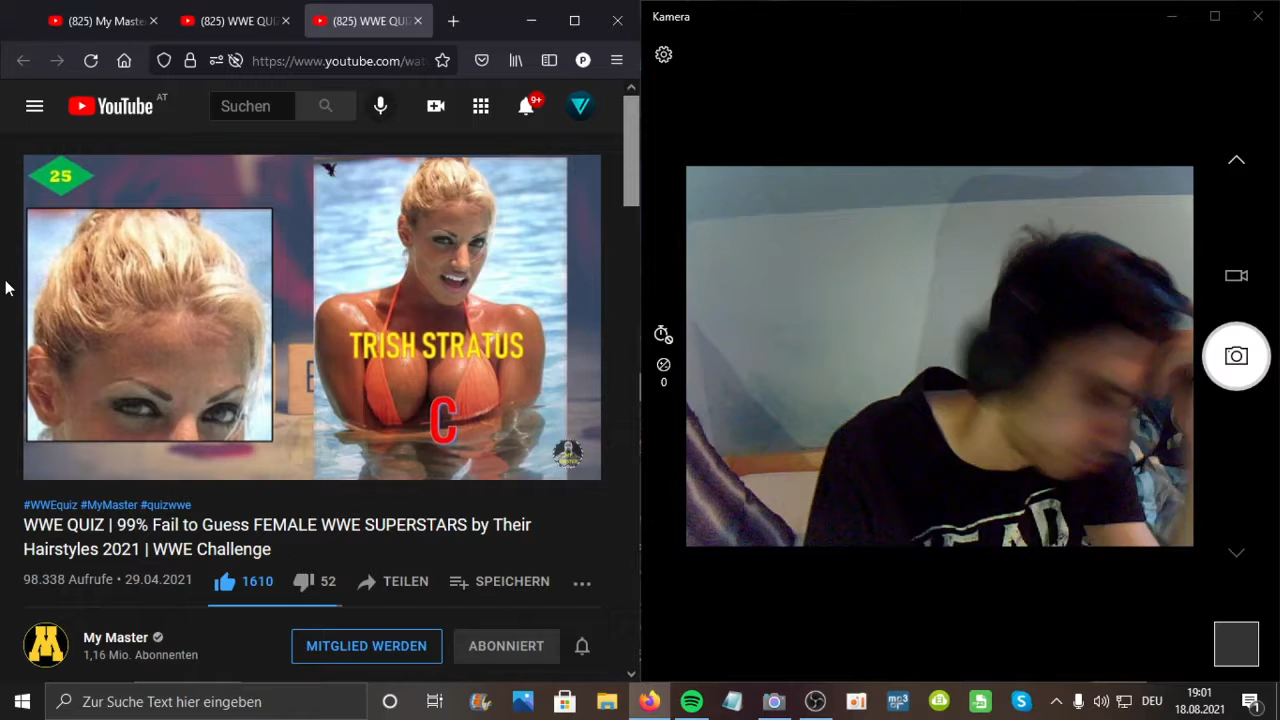 (825) My Maste
(825) WWE QUI
(825) WWE QUI
https://www.youtube.com/wa
YouTube
AT
Suchen
9+
25
TRISH STRATUS
C
#WWEquiz #MyMaster #quizwwe
WWE QUIZ | 99% Fail to Guess FEMALE WWE SUPERSTARS by Their
Hairstyles 2021 | WWE Challenge
98.338 Aufrufe • 29.04.2021
1610
52
TEILEN
SPEICHERN
My Master
1,16 Mio. Abonnenten
MITGLIED WERDEN
ABONNIERT
Kamera
0
Zur Suche Text hier eingeben
mp3
DEU
19:01
18.08.2021
1